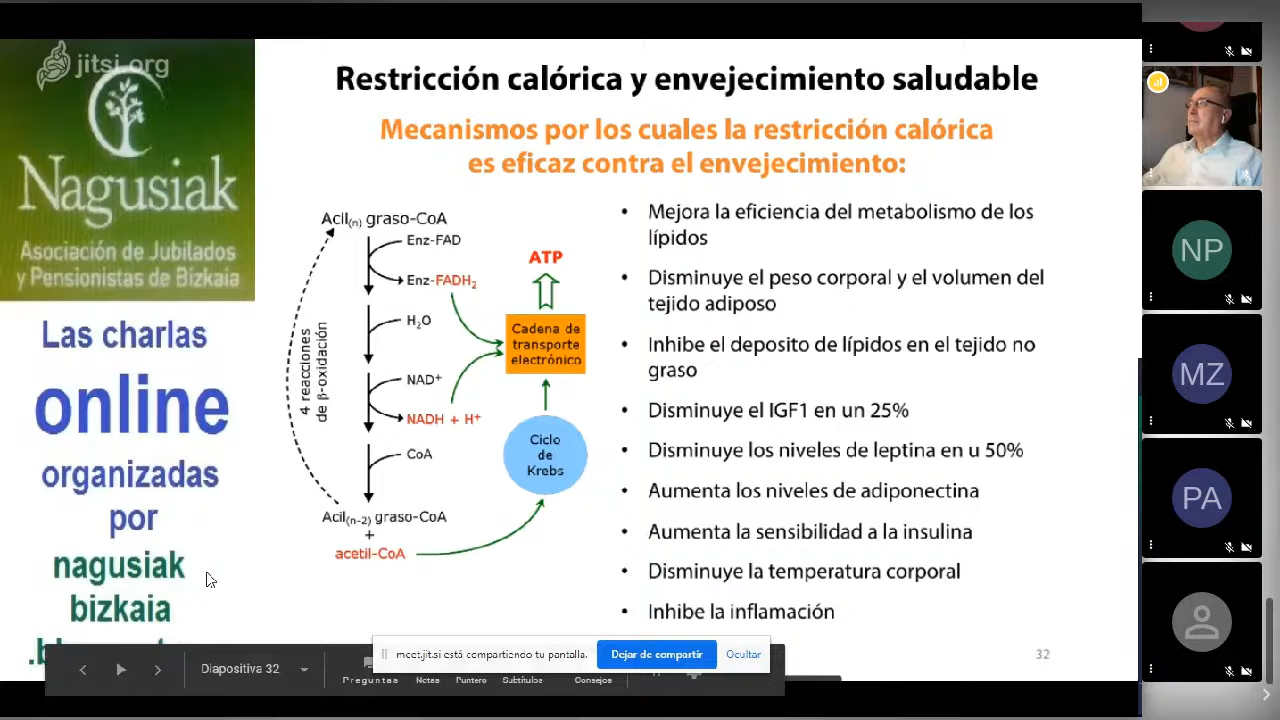 jitsi.org
Nagusiak
Asociación de Jubilados
y Pensionistas de Bizkaia
Las charlas
online
organizadas
por
nagusiak
bizkaia
Restricción calórica y envejecimiento saludable
Mecanismos por los cuales la restricción calórica
es eficaz contra el envejecimiento:
Acil(n) graso-CoA
Enz-FAD
Enz-FADH2
H2O
NAD+
NADH + H+
CoA
Acil(n-2) graso-CoA
+
acetil-CoA
4 reacciones
de β-oxidación
ATP
Cadena de
transporte
electrónico
Ciclo
de
Krebs
• Mejora la eficiencia del metabolismo de los
lípidos
• Disminuye el peso corporal y el volumen del
tejido adiposo
• Inhibe el deposito de lípidos en el tejido no
graso
• Disminuye el IGF1 en un 25%
• Disminuye los niveles de leptina en u 50%
• Aumenta los niveles de adiponectina
• Aumenta la sensibilidad a la insulina
• Disminuye la temperatura corporal
• Inhibe la inflamación
32
Diapositiva 32
meet.jit.si está compartiendo tu pantalla.
Dejar de compartir
Ocultar
Preguntas
Notas
Puntero
Subtítulos
Consejos
NP
MZ
PA